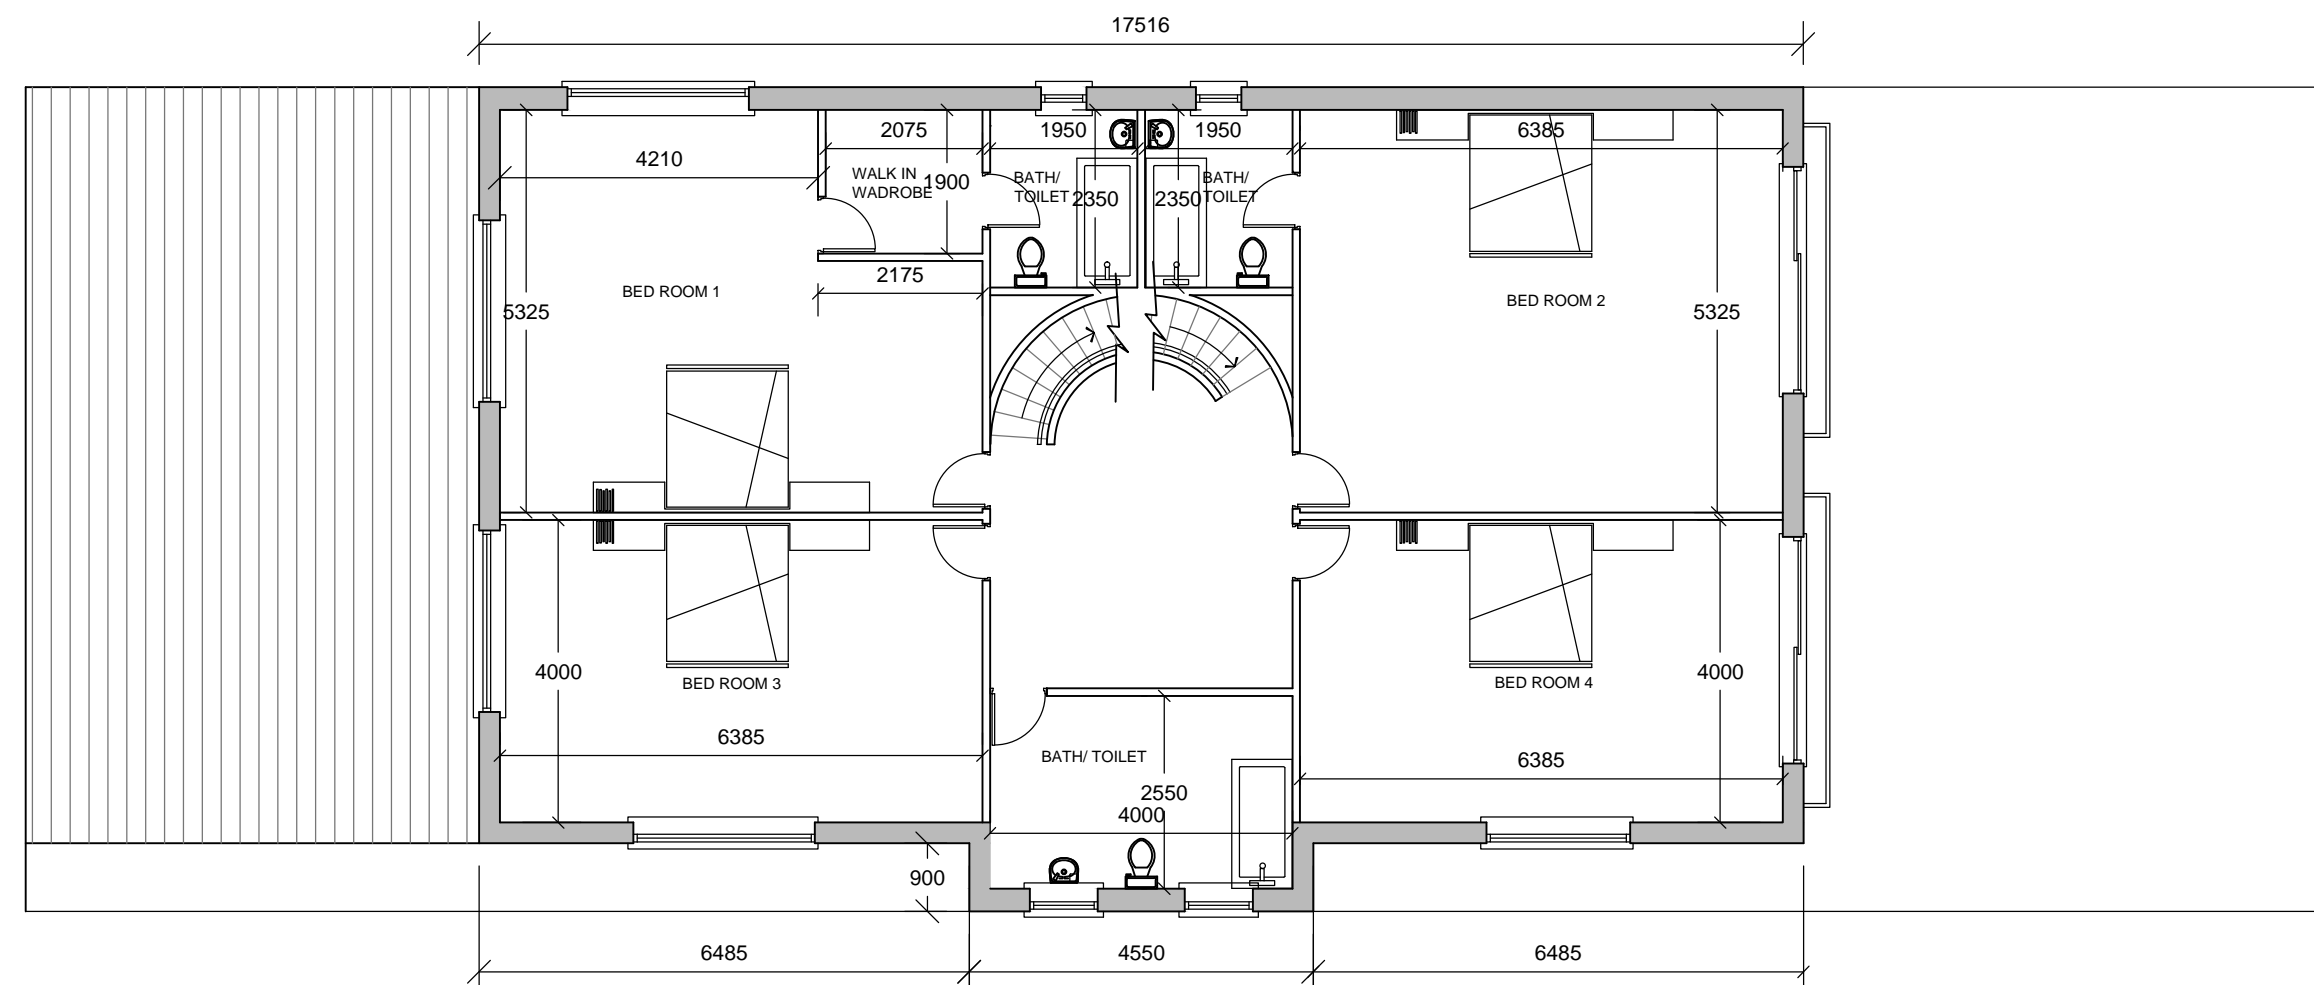 17516
2075
1950
1950
6385
4210
WALK IN
WADROBE
1900
BATH/
TOILET
2350
2350
BATH/
TOILET
2175
BED ROOM 1
BED ROOM 2
5325
5325
4000
BED ROOM 3
BED ROOM 4
4000
6385
BATH/ TOILET
6385
2550
4000
900
6485
4550
6485